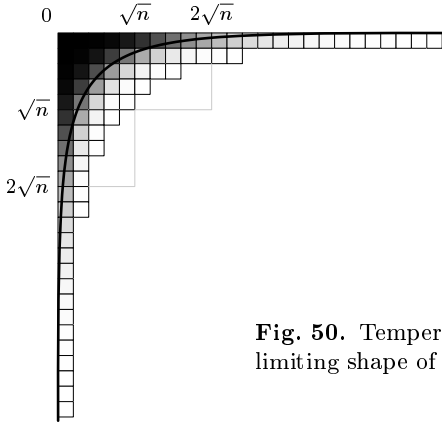 0 √n 2√n
√n
2√n
Fig. 50. Temper
limiting shape of